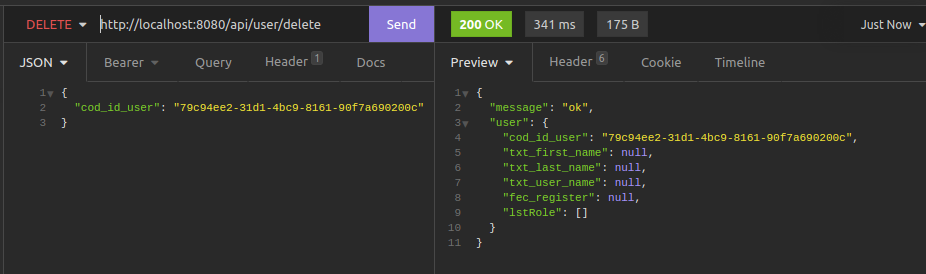 DELETE http://localhost:8080/api/user/delete Send 200 OK 341 ms 175 B Just Now
JSON Bearer Query Header 1 Docs Preview Header 6 Cookie Timeline
1 {
2 "cod_id_user": "79c94ee2-31d1-4bc9-8161-90f7a690200c"
3 }
1 {
2 "message": "ok",
3 "user": {
4 "cod_id_user": "79c94ee2-31d1-4bc9-8161-90f7a690200c",
5 "txt_first_name": null,
6 "txt_last_name": null,
7 "txt_user_name": null,
8 "fec_register": null,
9 "lstRole": []
10 }
11 }